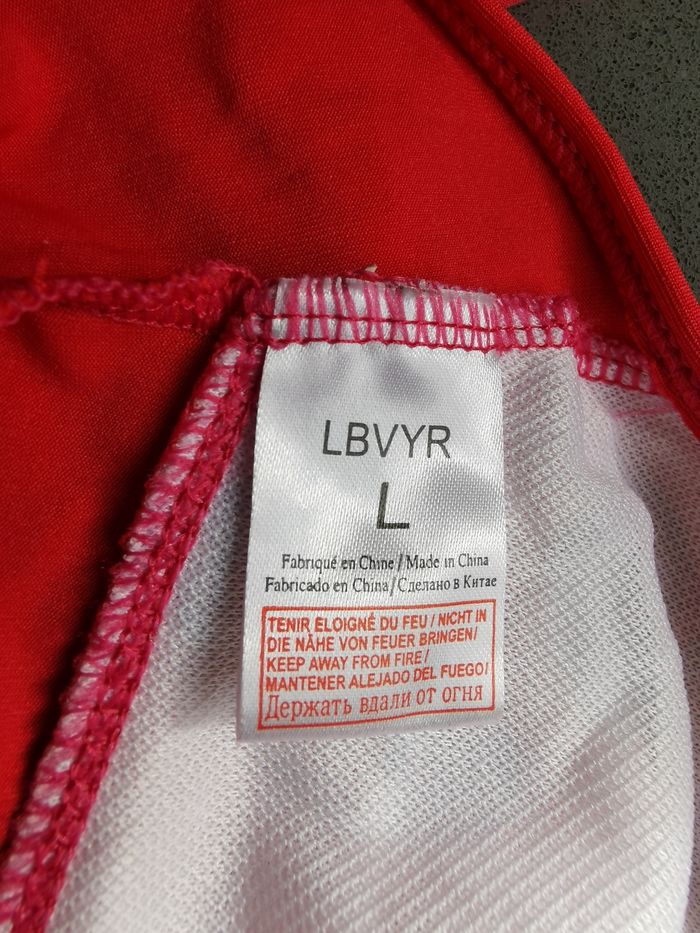 LBVYR
L
Fabriqué en Chine / Made in China
Fabricado en China / Сделано в Китае
TENIR ELOIGNÉ DU FEU / NICHT IN
DIE NÄHE VON FEUER BRINGEN/
KEEP AWAY FROM FIRE /
MANTENER ALEJADO DEL FUEGO/
Держать вдали от огня